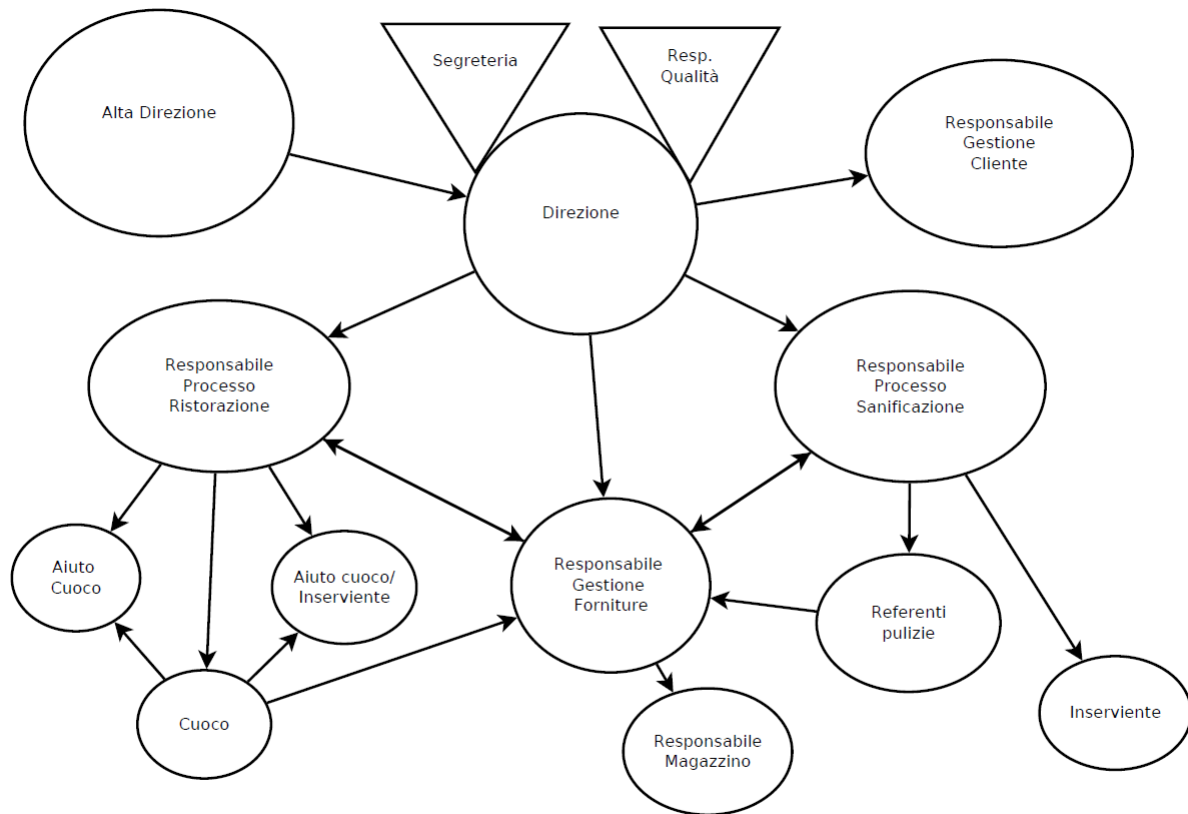 Alta Direzione
Segreteria
Resp.
Qualità
Responsabile
Gestione
Cliente
Direzione
Responsabile
Processo
Ristorazione
Responsabile
Processo
Sanificazione
Aiuto
Cuoco
Aiuto cuoco/
Inserviente
Responsabile
Gestione
Forniture
Referenti
pulizie
Cuoco
Responsabile
Magazzino
Inserviente